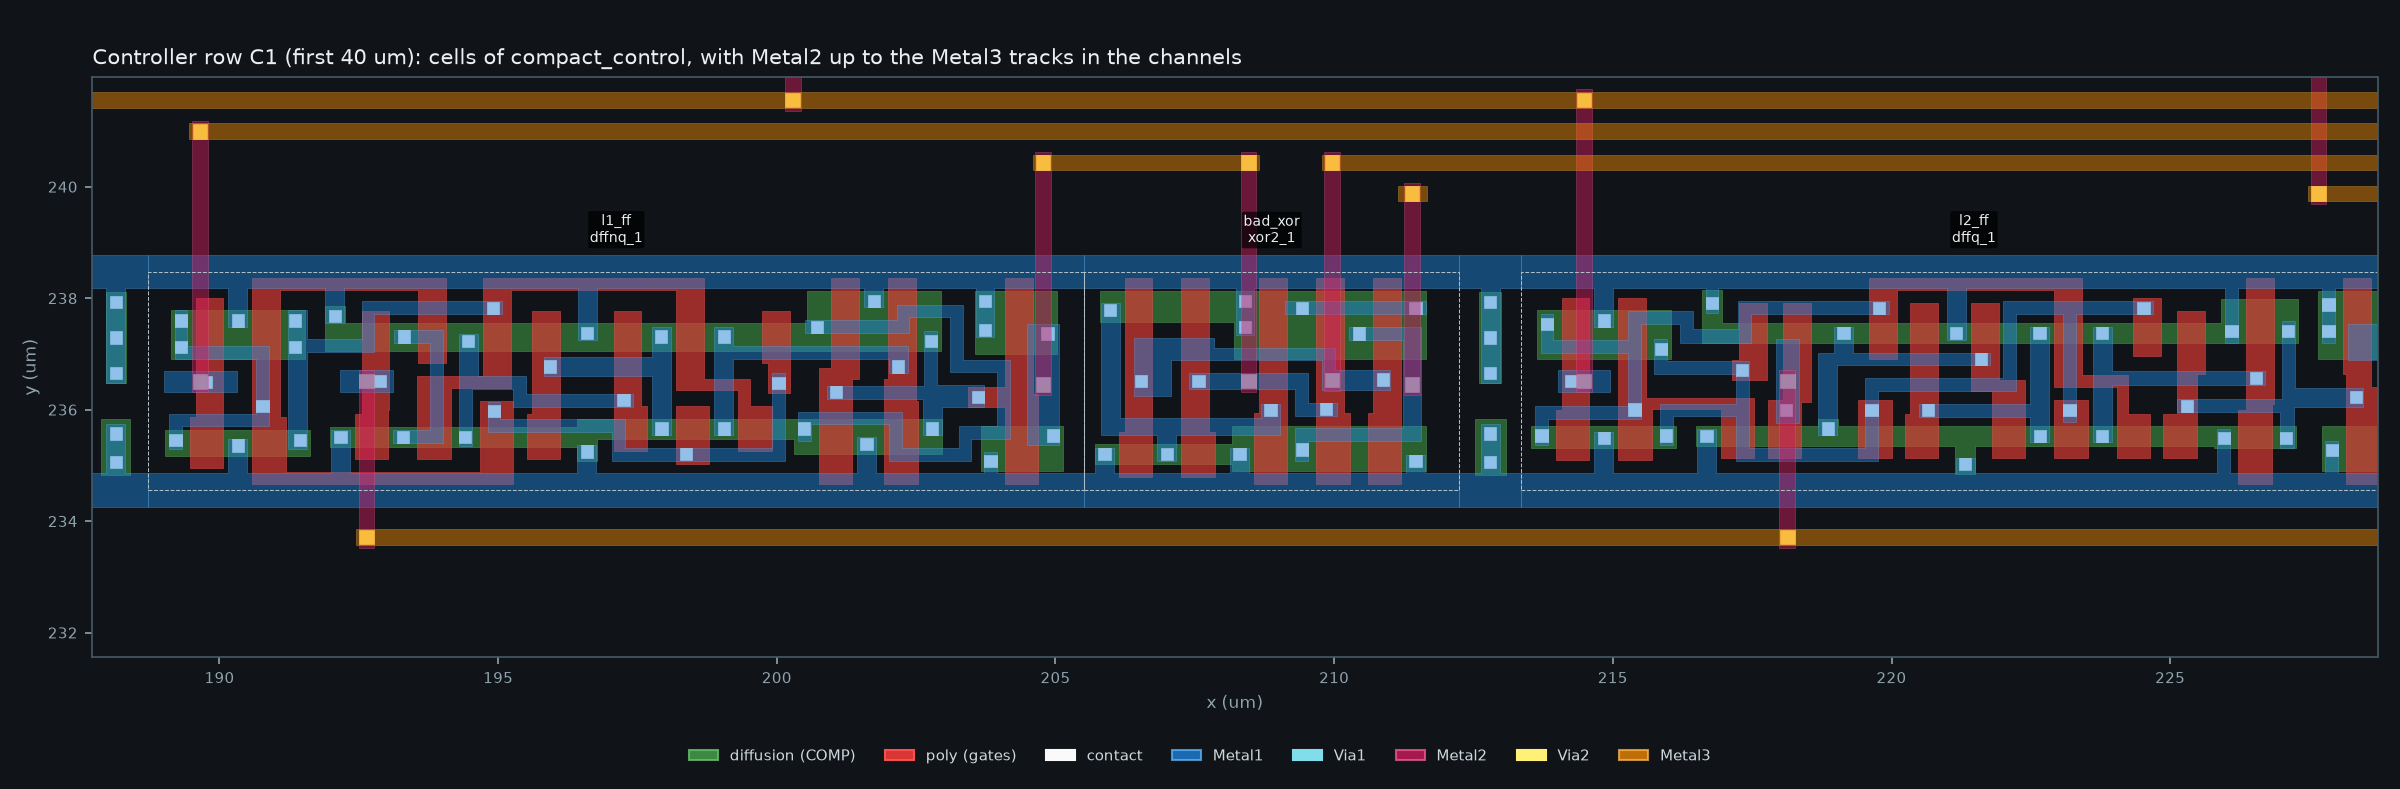 Controller row C1 (first 40 um): cells of compact_control, with Metal2 up to the Metal3 tracks in the channels
y (um)
240
238
236
234
232
l1_ff
dffnq_1
bad_xor
xor2_1
l2_ff
dffq_1
190
195
200
205
210
215
220
225
x (um)
diffusion (COMP)
poly (gates)
contact
Metal1
Via1
Metal2
Via2
Metal3